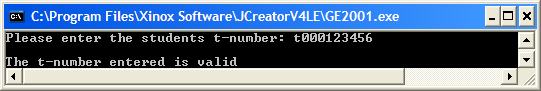 C:\Program Files\Xinox Software\JCreatorV4LE\GE2001.exe
Please enter the students t-number: t000123456
The t-number entered is valid